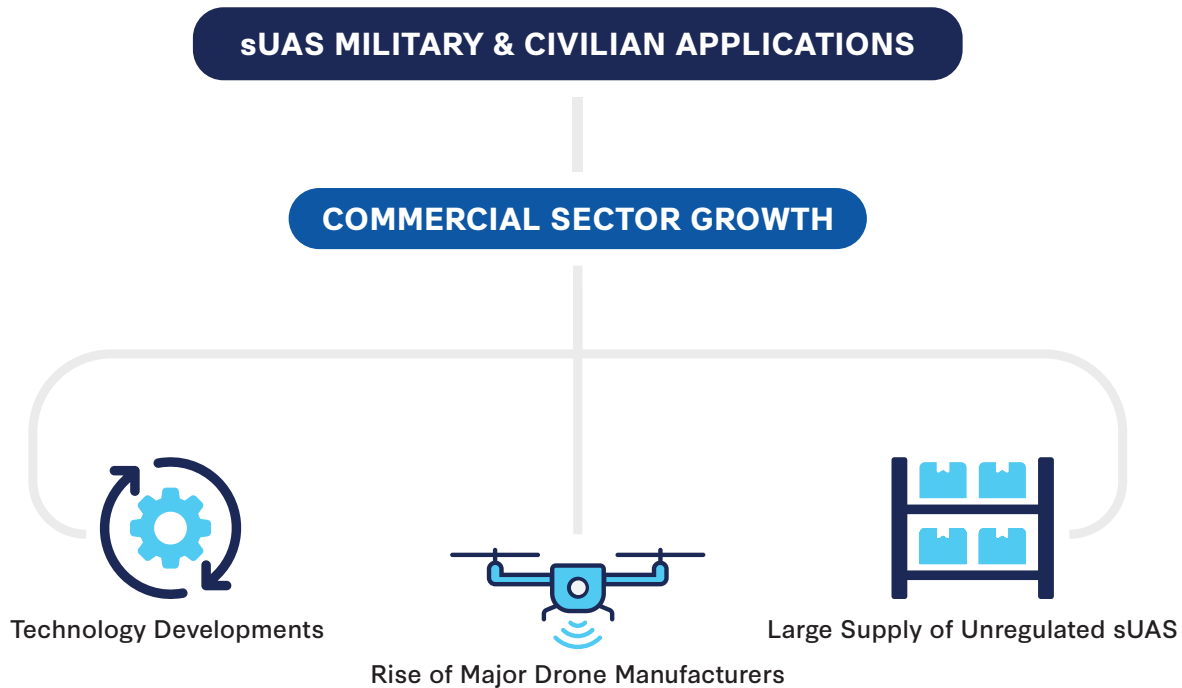 sUAS MILITARY & CIVILIAN APPLICATIONS
COMMERCIAL SECTOR GROWTH
Technology Developments
Rise of Major Drone Manufacturers
Large Supply of Unregulated sUAS